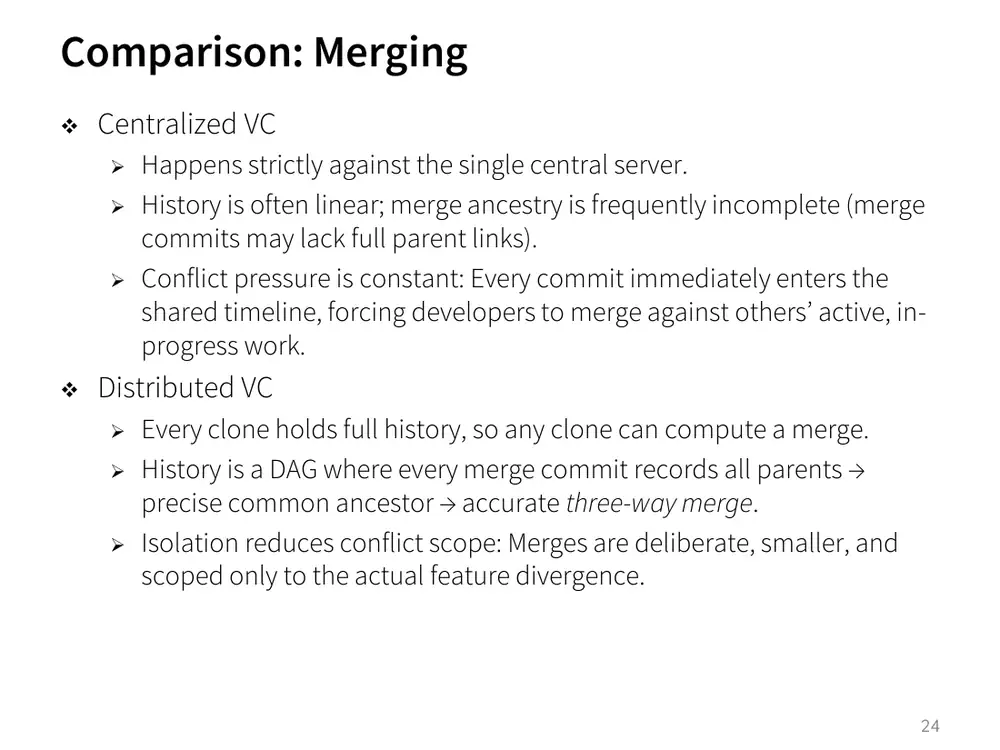 Comparison: Merging
❖ Centralized VC
➢ Happens strictly against the single central server.
➢ History is often linear; merge ancestry is frequently incomplete (merge
commits may lack full parent links).
➢ Conflict pressure is constant: Every commit immediately enters the
shared timeline, forcing developers to merge against others’ active, in-
progress work.
❖ Distributed VC
➢ Every clone holds full history, so any clone can compute a merge.
➢ History is a DAG where every merge commit records all parents →
precise common ancestor → accurate three-way merge.
➢ Isolation reduces conflict scope: Merges are deliberate, smaller, and
scoped only to the actual feature divergence.
24